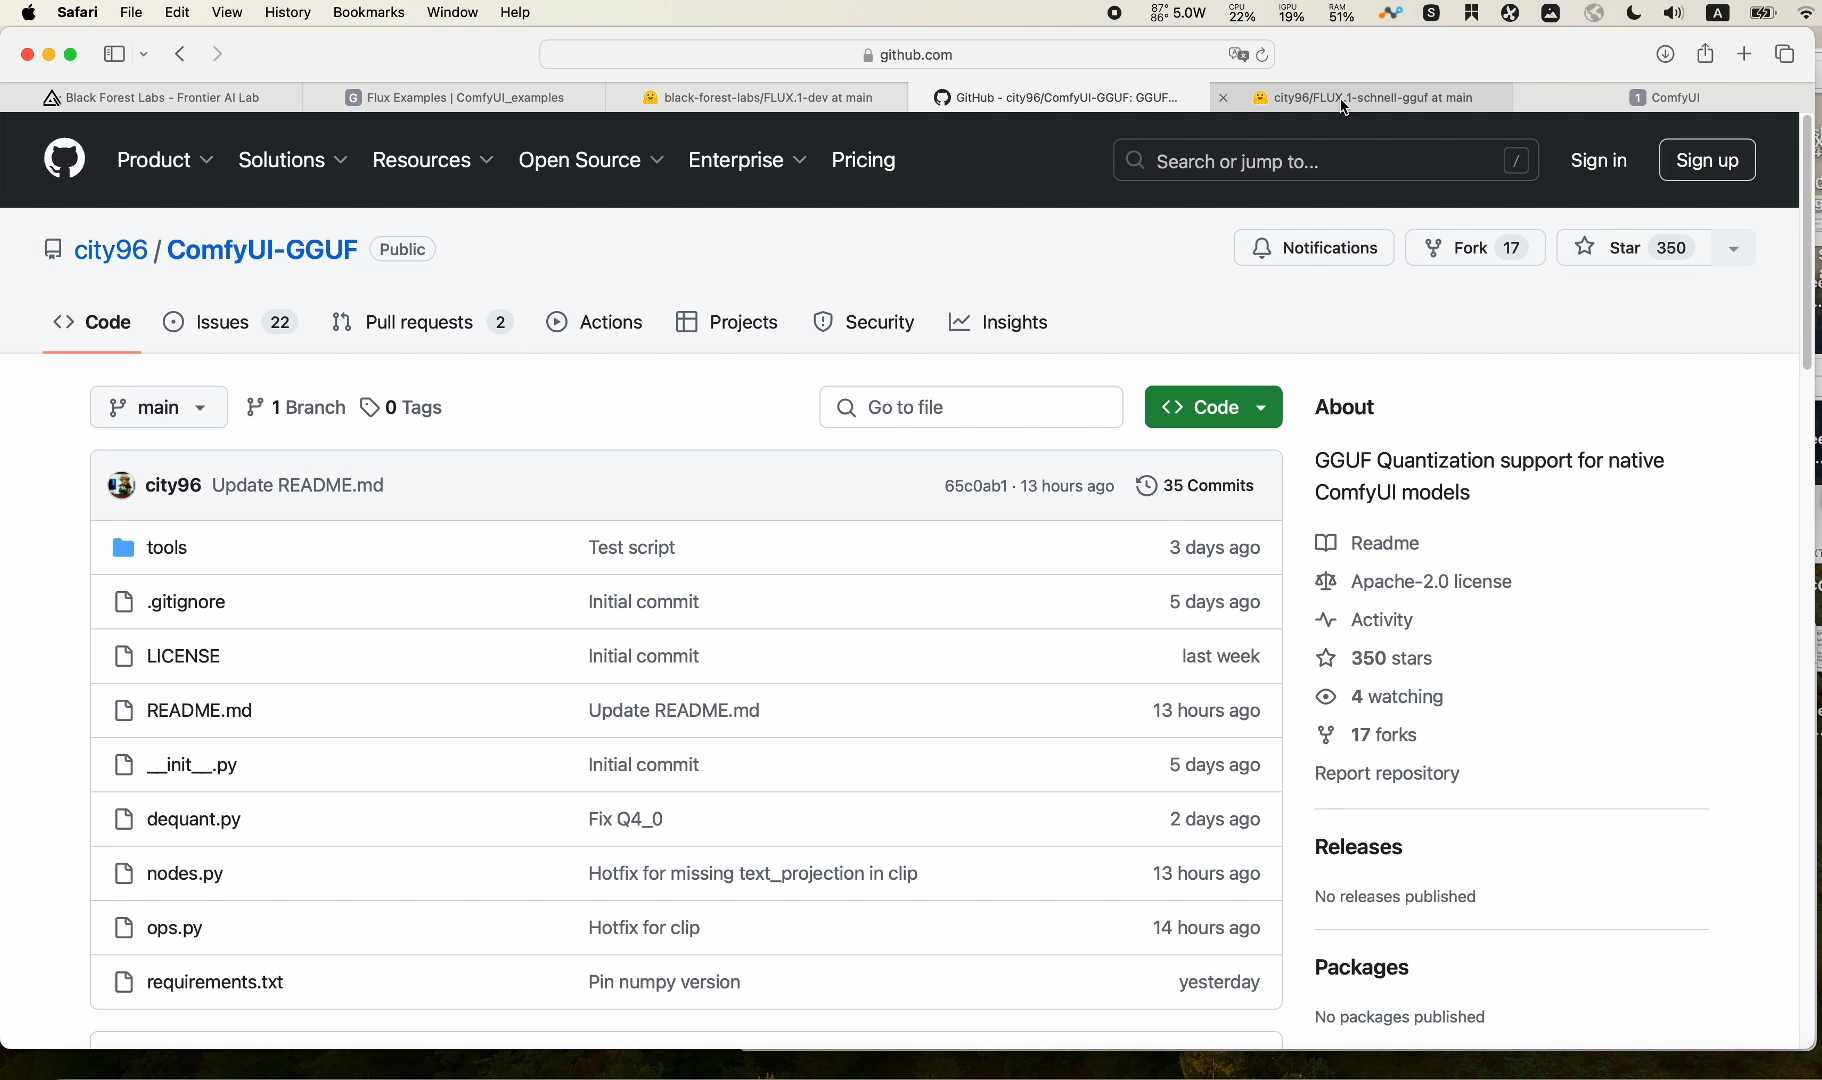 Safari File Edit View History Bookmarks Window Help 87° 86° 5.0W CPU 22% IGPU 19% RAM 51% S A
github.com
Black Forest Labs - Frontier AI Lab
G Flux Examples | ComfyUI_examples
black-forest-labs/FLUX.1-dev at main
GitHub - city96/ComfyUI-GGUF: GGUF...
city96/FLUX.1-schnell-gguf at main
1 ComfyUI
Product Solutions Resources Open Source Enterprise Pricing
Search or jump to... /
Sign in
Sign up
city96 / ComfyUI-GGUF Public
Notifications
Fork 17
Star 350
Code
Issues 22
Pull requests 2
Actions
Projects
Security
Insights
main
1 Branch
0 Tags
Go to file
Code
city96 Update README.md 65c0ab1 · 13 hours ago 35 Commits
tools Test script 3 days ago
.gitignore Initial commit 5 days ago
LICENSE Initial commit last week
README.md Update README.md 13 hours ago
__init__.py Initial commit 5 days ago
dequant.py Fix Q4_0 2 days ago
nodes.py Hotfix for missing text_projection in clip 13 hours ago
ops.py Hotfix for clip 14 hours ago
requirements.txt Pin numpy version yesterday
About
GGUF Quantization support for native
ComfyUI models
Readme
Apache-2.0 license
Activity
350 stars
4 watching
17 forks
Report repository
Releases
No releases published
Packages
No packages published